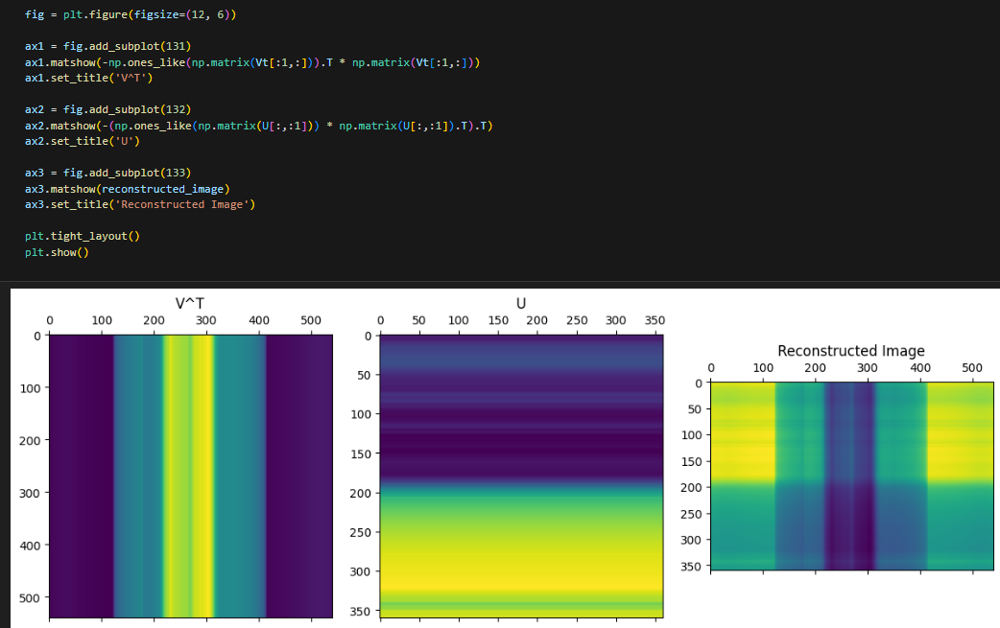 fig = plt.figure(figsize=(12, 6))
ax1 = fig.add_subplot(131)
ax1.matshow(-np.ones_like(np.matrix(Vt[:1,:])).T * np.matrix(Vt[:1,:]))
ax1.set_title('V^T')
ax2 = fig.add_subplot(132)
ax2.matshow(-(np.ones_like(np.matrix(U[:,:1])) * np.matrix(U[:,:1]).T).T)
ax2.set_title('U')
ax3 = fig.add_subplot(133)
ax3.matshow(reconstructed_image)
ax3.set_title('Reconstructed Image')
plt.tight_layout()
plt.show()
V^T
0 100 200 300 400 500
0
100
200
300
400
500
U
0 50 100 150 200 250 300 350
0
50
100
150
200
250
300
350
Reconstructed Image
0 100 200 300 400 500
0
50
100
150
200
250
300
350